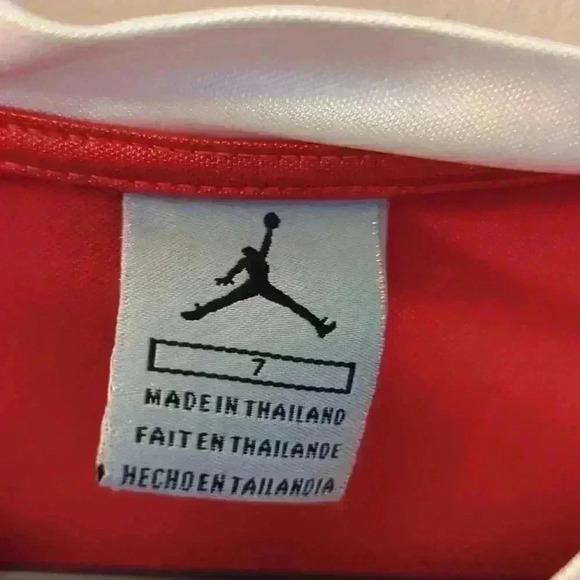 7
MADE IN THAILAND
FAIT EN THAILANDE
HECHO EN TAILANDIA